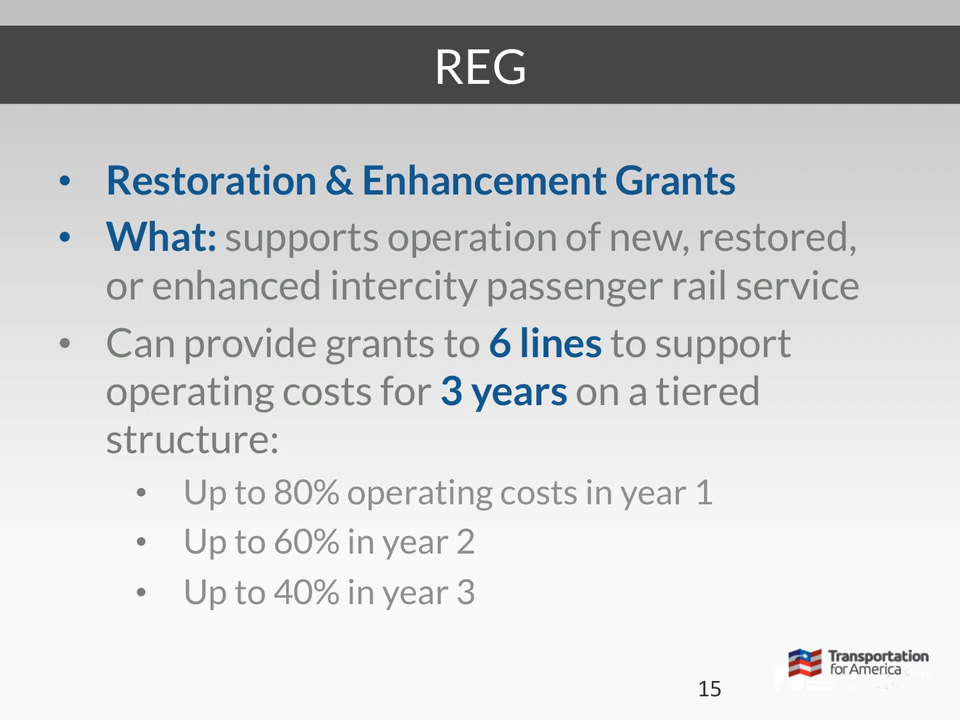 REG
• Restoration & Enhancement Grants
• What: supports operation of new, restored,
or enhanced intercity passenger rail service
• Can provide grants to 6 lines to support
operating costs for 3 years on a tiered
structure:
• Up to 80% operating costs in year 1
• Up to 60% in year 2
• Up to 40% in year 3
Transportation
for America
15